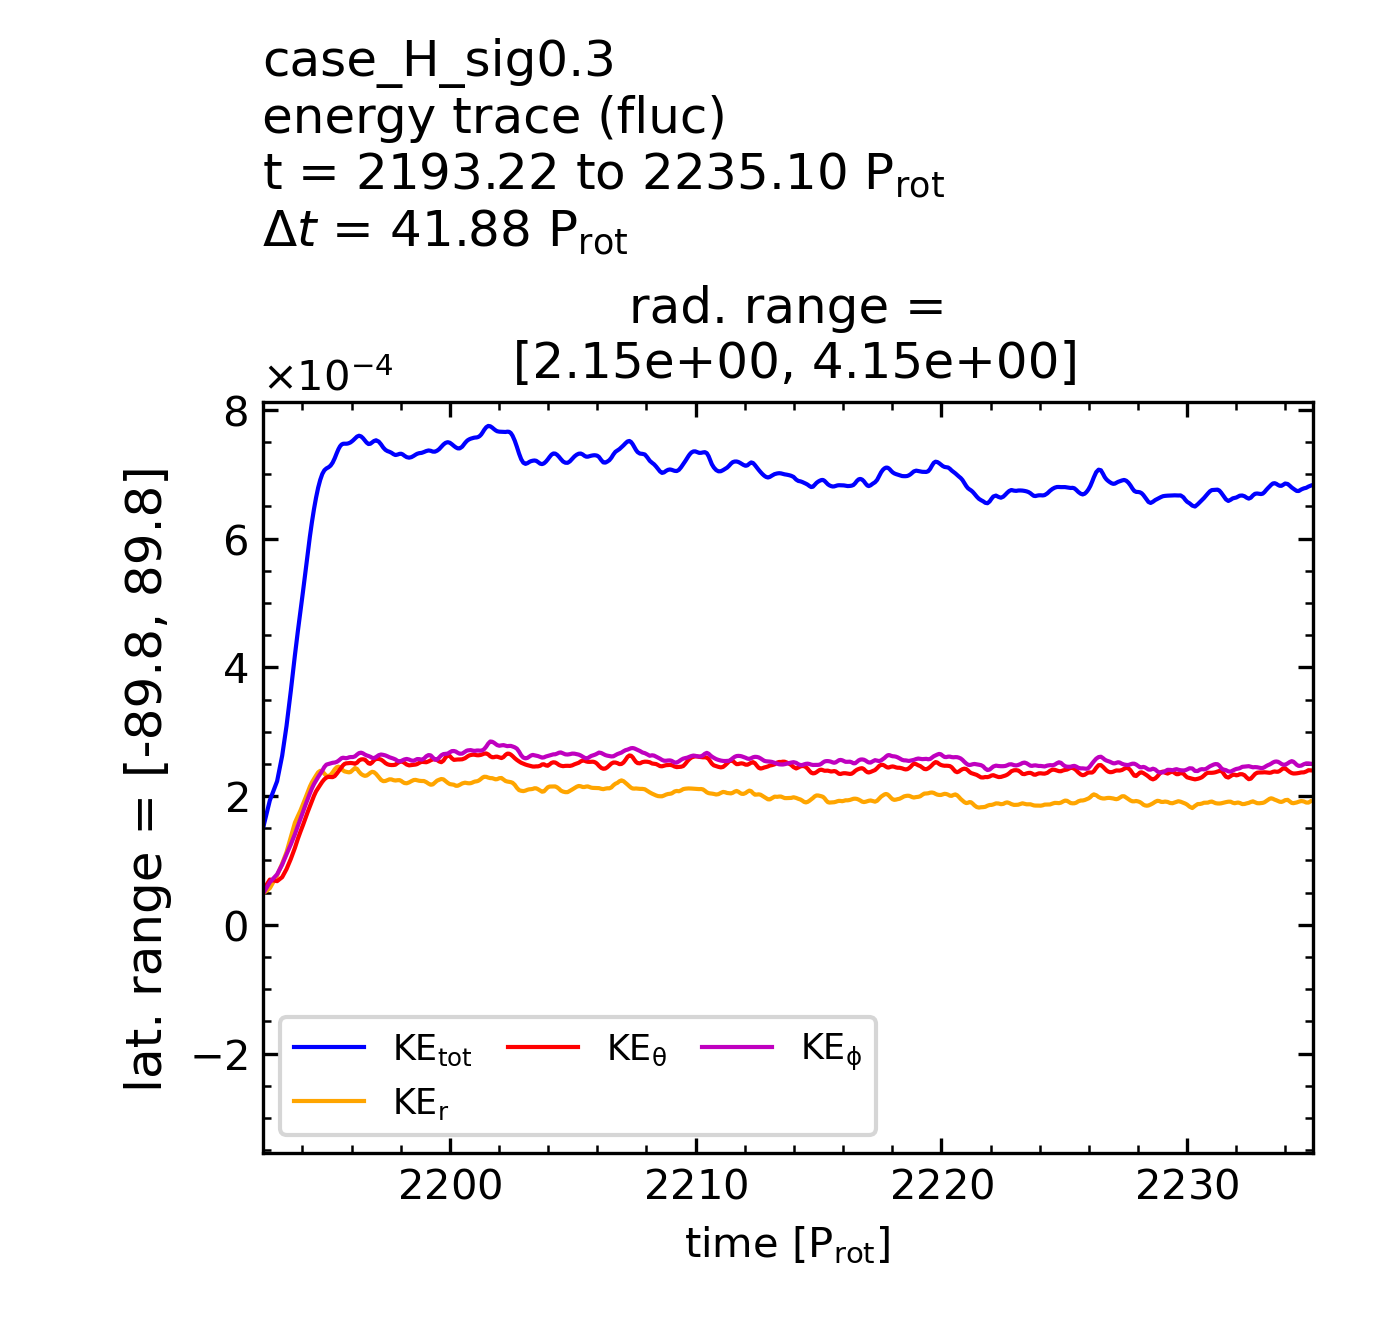 case_H_sig0.3
energy trace (fluc)
t = 2193.22 to 2235.10 P_rot
Δt = 41.88 P_rot
rad. range =
[2.15e+00, 4.15e+00]
×10⁻⁴
lat. range = [-89.8, 89.8]
8
6
4
2
0
−2
KE_tot KE_θ KE_ϕ
KE_r
2200 2210 2220 2230
time [P_rot]